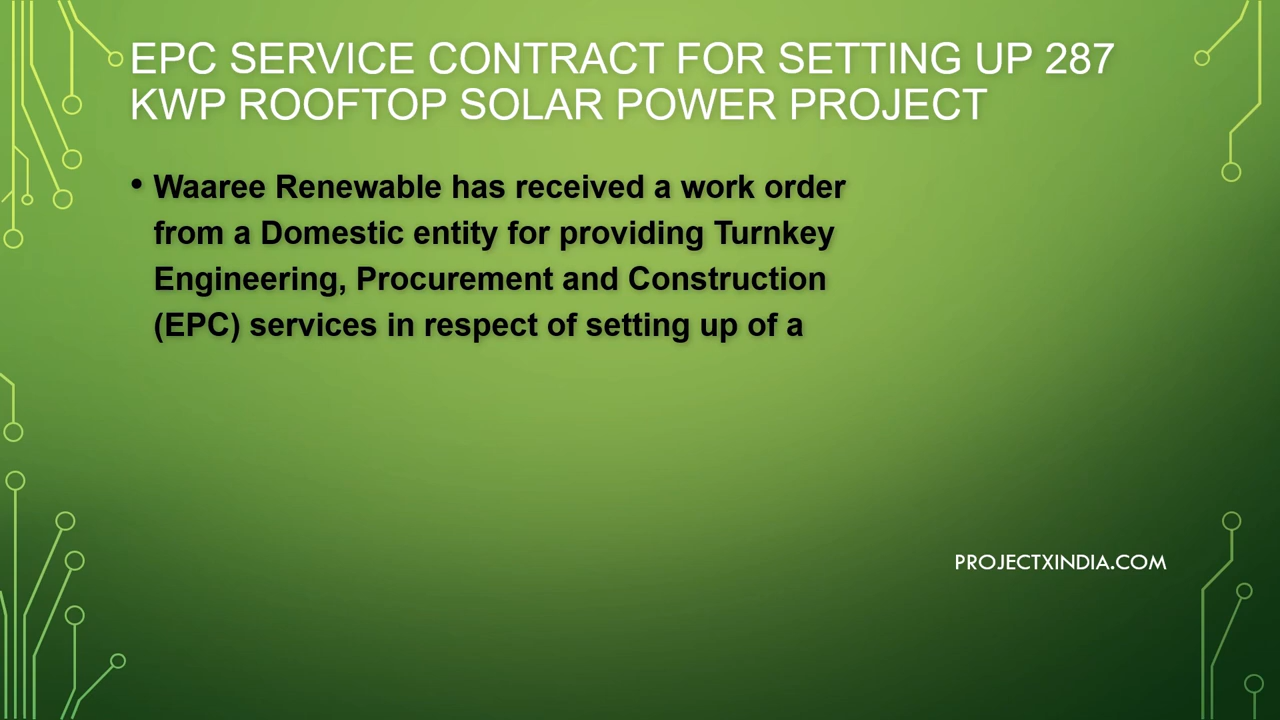 EPC SERVICE CONTRACT FOR SETTING UP 287
KWP ROOFTOP SOLAR POWER PROJECT
• Waaree Renewable has received a work order
from a Domestic entity for providing Turnkey
Engineering, Procurement and Construction
(EPC) services in respect of setting up of a
PROJECTXINDIA.COM